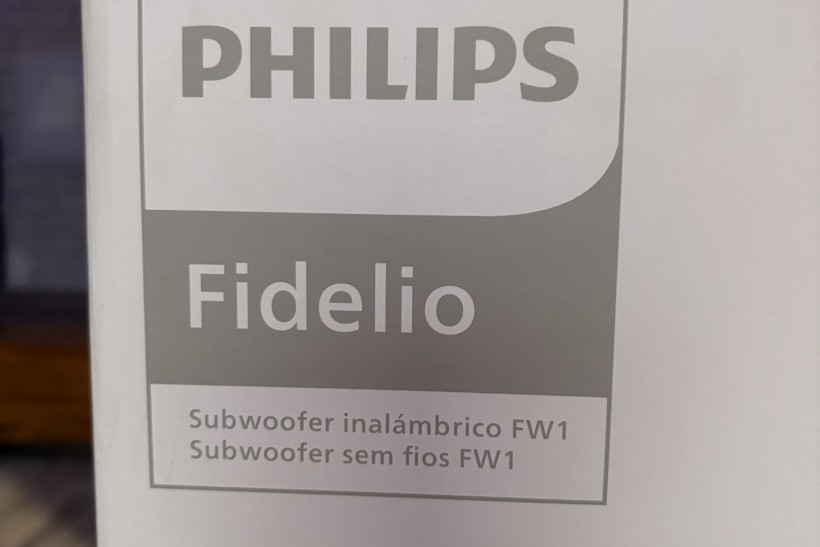 PHILIPS
Fidelio
Subwoofer inalámbrico FW1
Subwoofer sem fios FW1